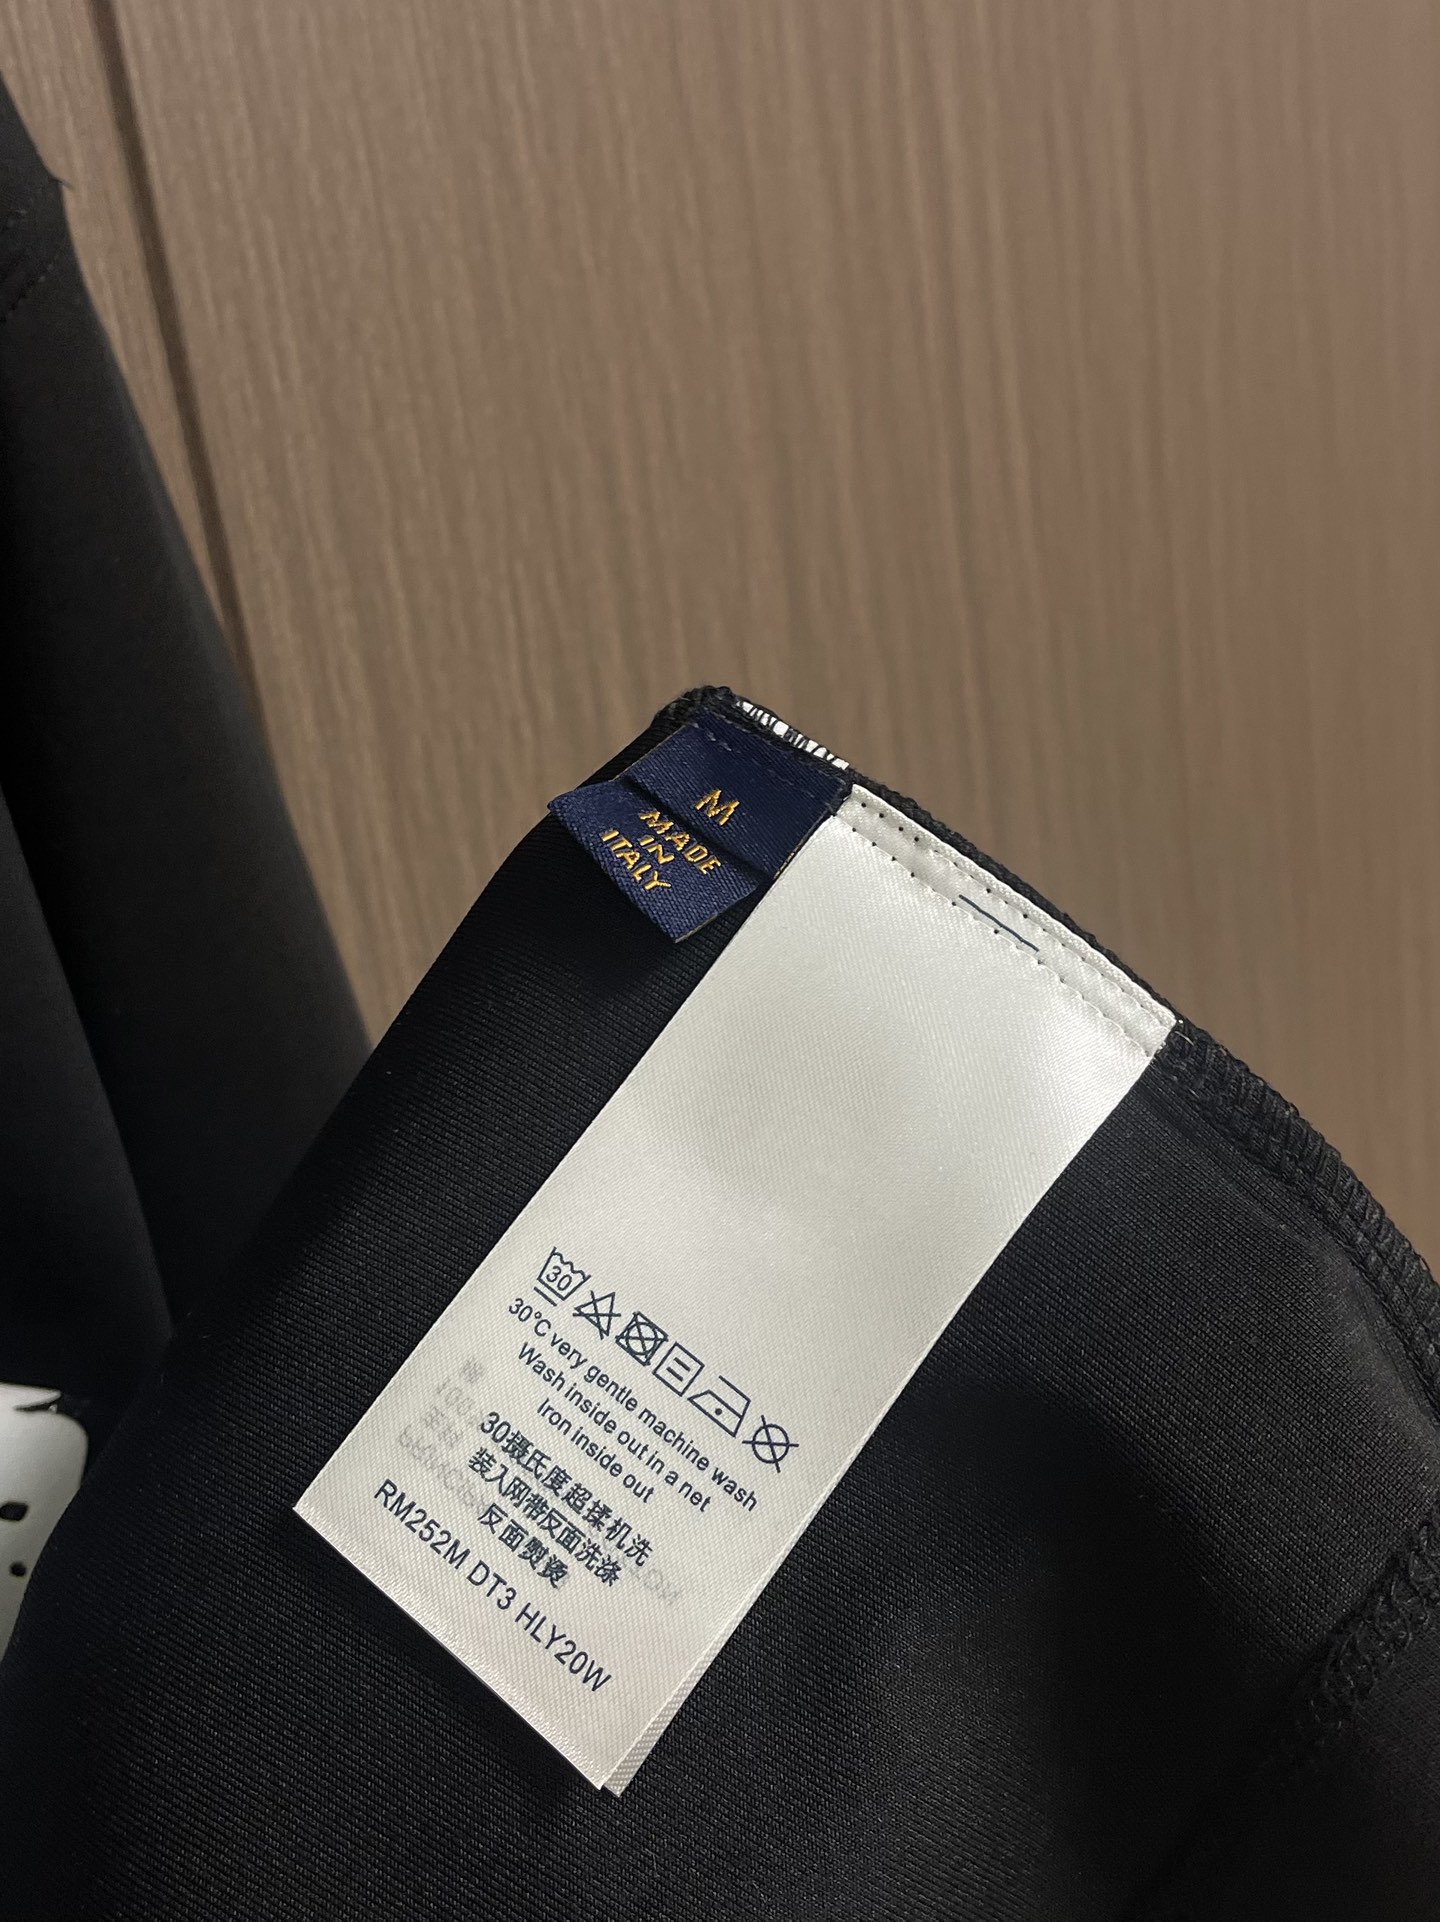 M
MADE
IN
ITALY
30
30°C very gentle machine wash
Wash inside out in a net
Iron inside out
30摄氏度超揉机洗
装入网带反面洗涤
反面熨烫
RM252M DT3 HLY20W